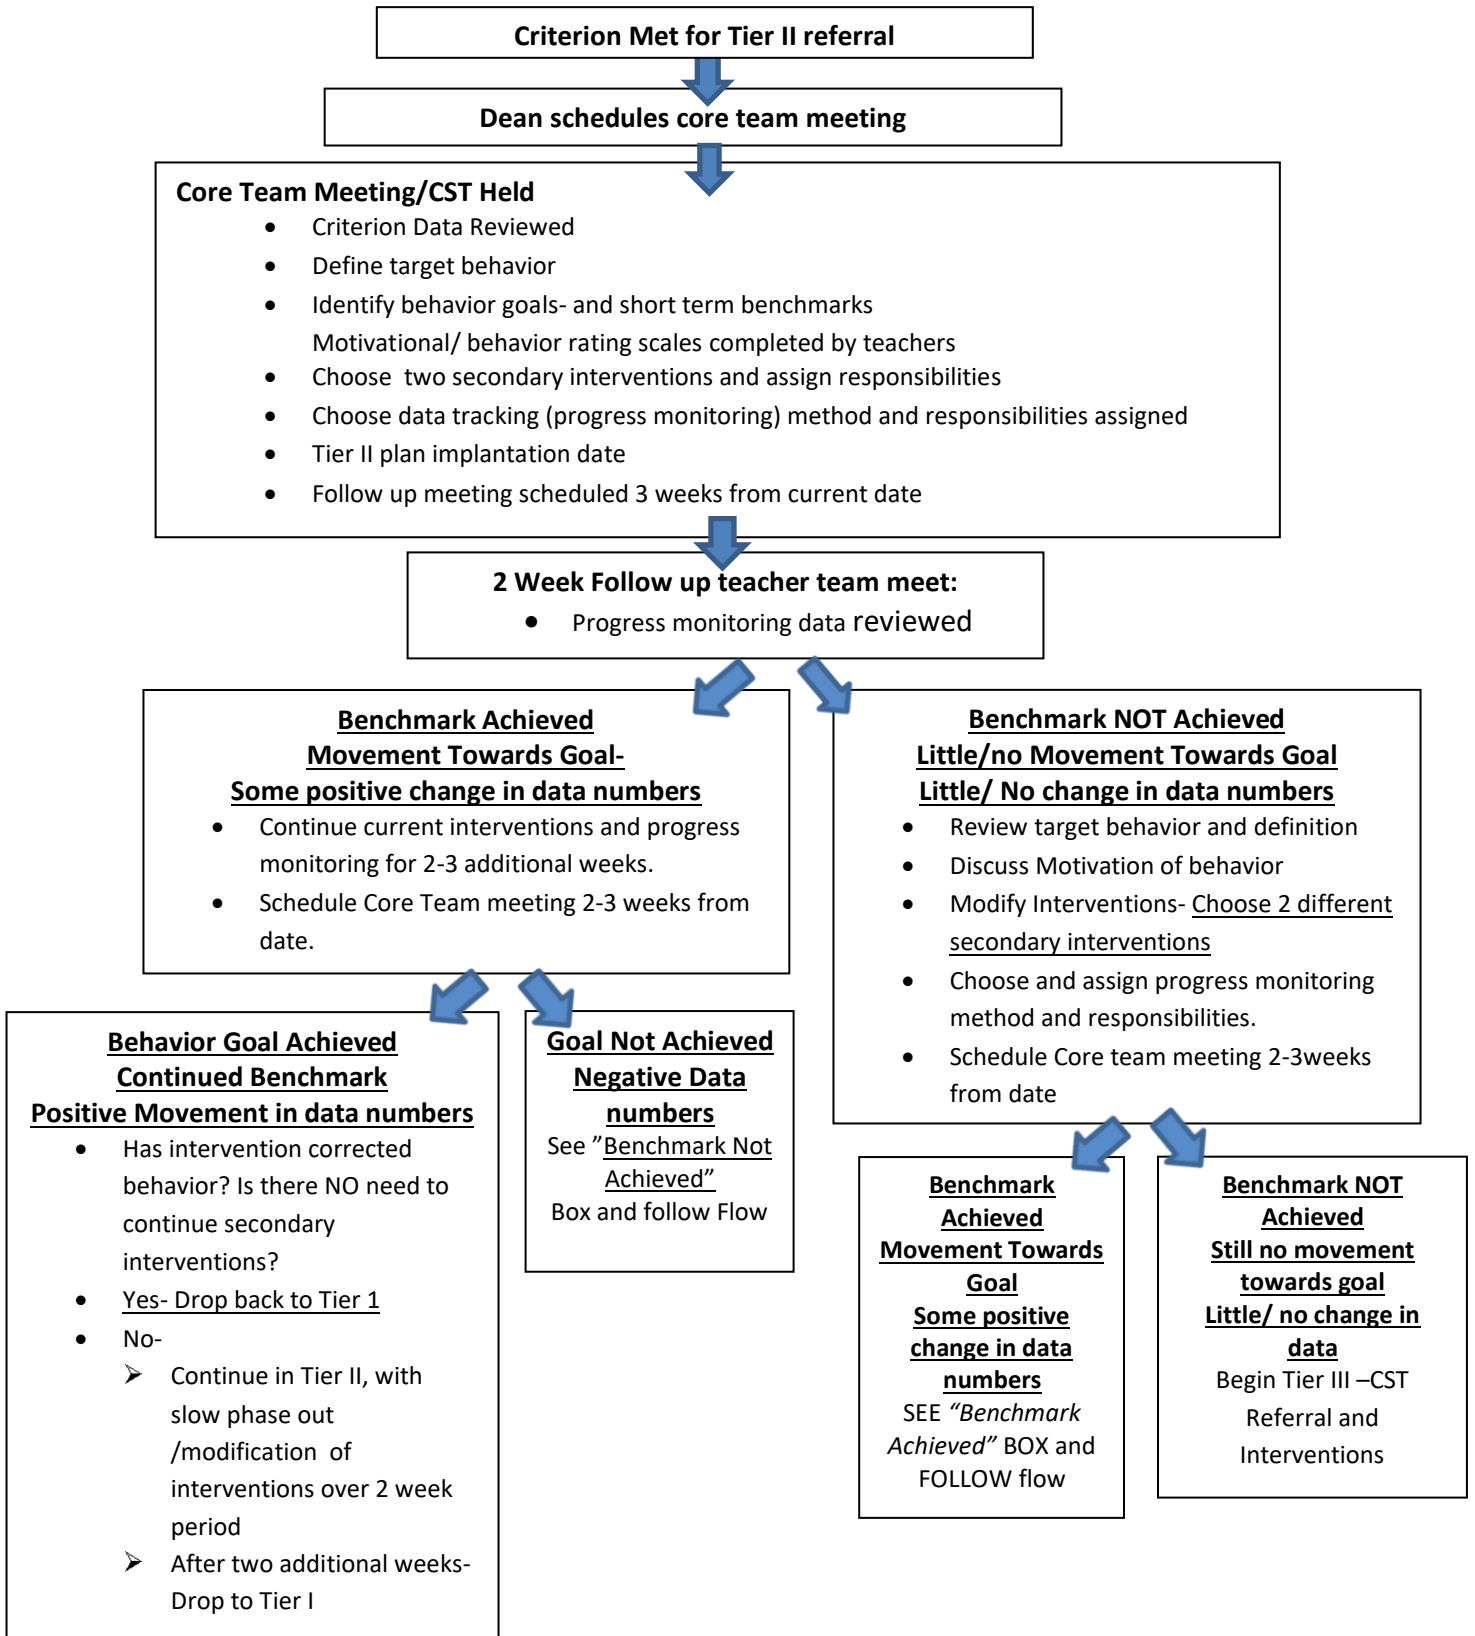 Criterion Met for Tier II referral
Dean schedules core team meeting
Core Team Meeting/CST Held
• Criterion Data Reviewed
• Define target behavior
• Identify behavior goals- and short term benchmarks
Motivational/ behavior rating scales completed by teachers
• Choose  two secondary interventions and assign responsibilities
• Choose data tracking (progress monitoring) method and responsibilities assigned
• Tier II plan implantation date
• Follow up meeting scheduled 3 weeks from current date
2 Week Follow up teacher team meet:
• Progress monitoring data reviewed
Benchmark Achieved
Movement Towards Goal-
Some positive change in data numbers
• Continue current interventions and progress
monitoring for 2-3 additional weeks.
• Schedule Core Team meeting 2-3 weeks from
date.
Benchmark NOT Achieved
Little/no Movement Towards Goal
Little/ No change in data numbers
• Review target behavior and definition
• Discuss Motivation of behavior
• Modify Interventions- Choose 2 different
secondary interventions
• Choose and assign progress monitoring
method and responsibilities.
• Schedule Core team meeting 2-3weeks
from date
Behavior Goal Achieved
Continued Benchmark
Positive Movement in data numbers
• Has intervention corrected
behavior? Is there NO need to
continue secondary
interventions?
• Yes- Drop back to Tier 1
• No-
➢ Continue in Tier II, with
slow phase out
/modification  of
interventions over 2 week
period
➢ After two additional weeks-
Drop to Tier I
Goal Not Achieved
Negative Data
numbers
See ”Benchmark Not
Achieved”
Box and follow Flow
Benchmark
Achieved
Movement Towards
Goal
Some positive
change in data
numbers
SEE “Benchmark
Achieved” BOX and
FOLLOW flow
Benchmark NOT
Achieved
Still no movement
towards goal
Little/ no change in
data
Begin Tier III –CST
Referral and
Interventions